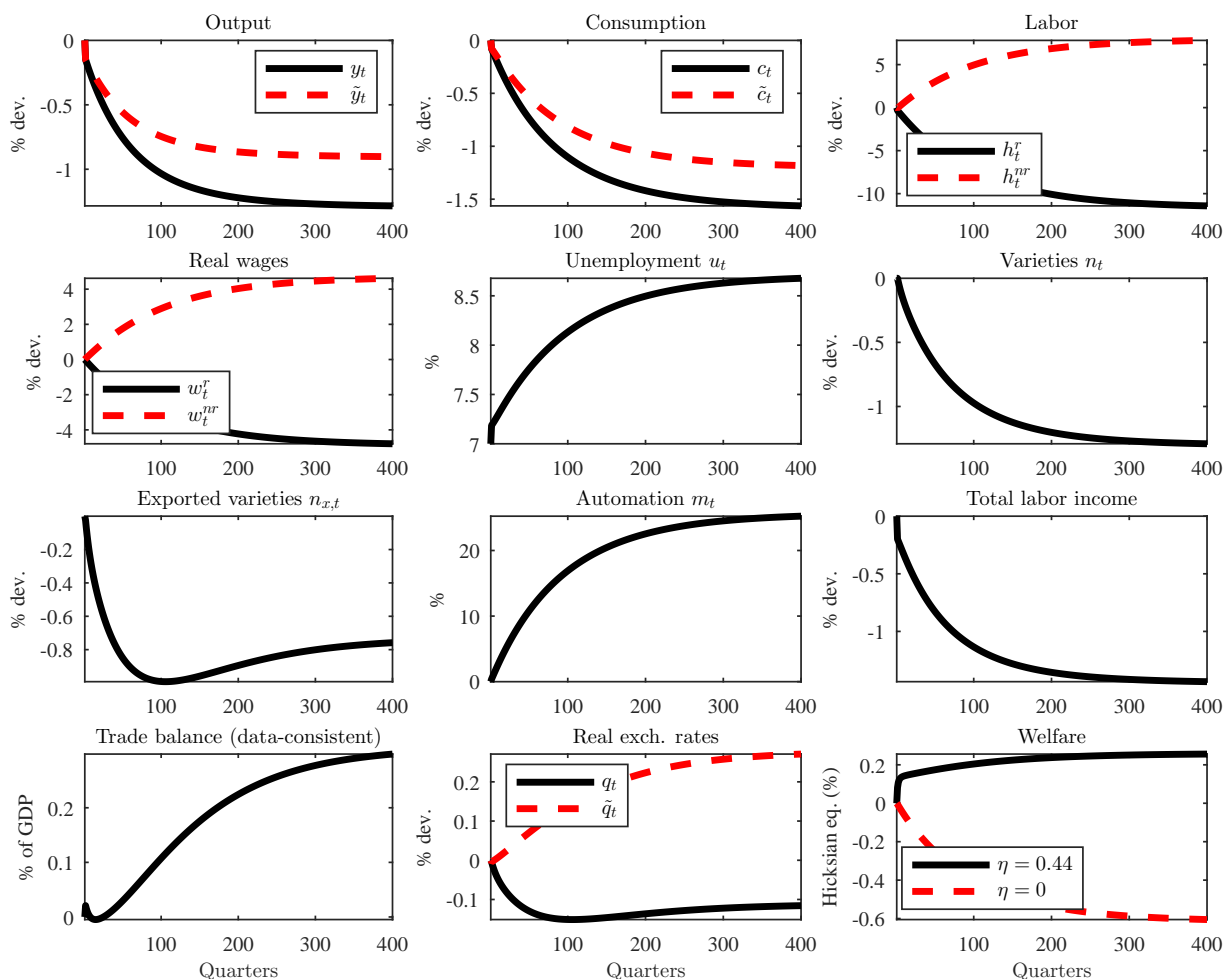 Output
Consumption
Labor
% dev.
0
-0.5
-1
100
200
300
400
y_t
ỹ_t
% dev.
0
-0.5
-1
-1.5
100
200
300
400
c_t
c̃_t
% dev.
5
0
-5
-10
100
200
300
400
h_t^r
h_t^{nr}
Real wages
Unemployment u_t
Varieties n_t
% dev.
4
2
0
-2
-4
100
200
300
400
w_t^r
w_t^{nr}
%
8.5
8
7.5
7
100
200
300
400
% dev.
0
-0.5
-1
100
200
300
400
Exported varieties n_{x,t}
Automation m_t
Total labor income
% dev.
-0.2
-0.4
-0.6
-0.8
100
200
300
400
%
20
10
0
100
200
300
400
% dev.
0
-0.5
-1
100
200
300
400
Trade balance (data-consistent)
Real exch. rates
Welfare
% of GDP
0.2
0.1
0
100
200
300
400
Quarters
% dev.
0.2
0.1
0
-0.1
100
200
300
400
Quarters
q_t
q̃_t
Hicksian eq. (%)
0.2
0
-0.2
-0.4
-0.6
100
200
300
400
Quarters
η = 0.44
η = 0